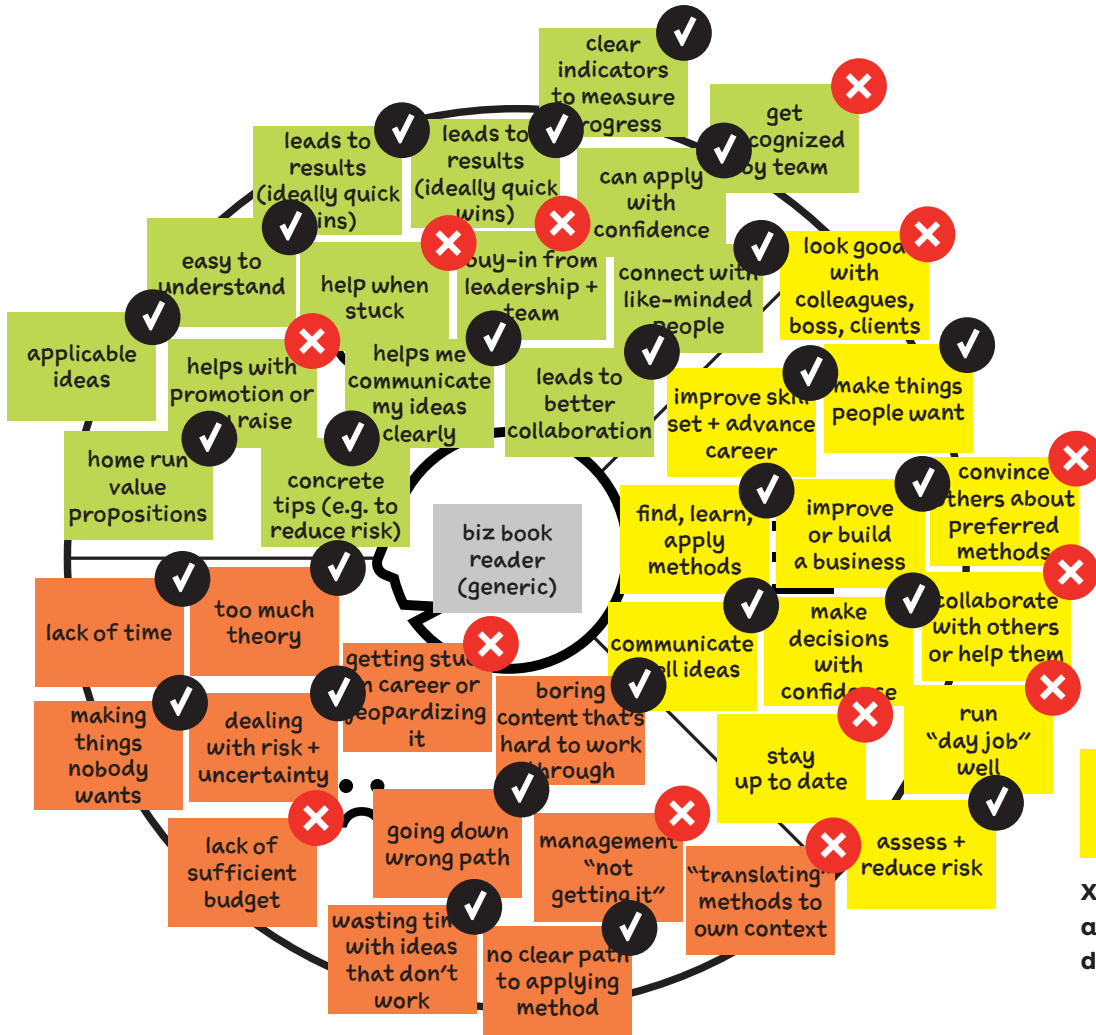 clear
indicators
to measure
progress
get
recognized
by team
leads to
results
(ideally quick
wins)
leads to
results
(ideally quick
wins)
can apply
with
confidence
easy to
understand
help when
stuck
buy-in from
leadership +
team
connect with
like-minded
people
look good
with
colleagues,
boss, clients
applicable
ideas
helps with
promotion or
raise
helps me
communicate
my ideas
clearly
leads to
better
collaboration
improve skill
set + advance
career
make things
people want
home run
value
propositions
concrete
tips (e.g. to
reduce risk)
biz book
reader
(generic)
find, learn,
apply
methods
improve
or build
a business
convince
others about
preferred
methods
lack of time
too much
theory
getting stuck
in career or
jeopardizing
it
boring
content that's
hard to work
through
communicate
sell ideas
make
decisions
with
confidence
collaborate
with others
or help them
making
things
nobody
wants
dealing
with risk +
uncertainty
stay
up to date
run
“day job”
well
lack of
sufficient
budget
going down
wrong path
management
“not
getting it”
“translating”
methods to
own context
assess +
reduce risk
wasting time
with ideas
that don't
work
no clear path
to applying
method
X
a
d